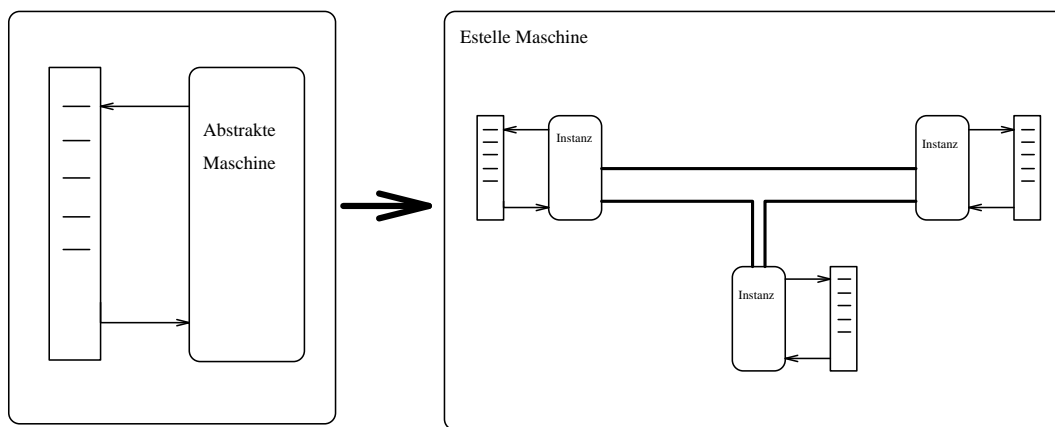 Abstrakte
Maschine
Estelle Maschine
Instanz
Instanz
Instanz